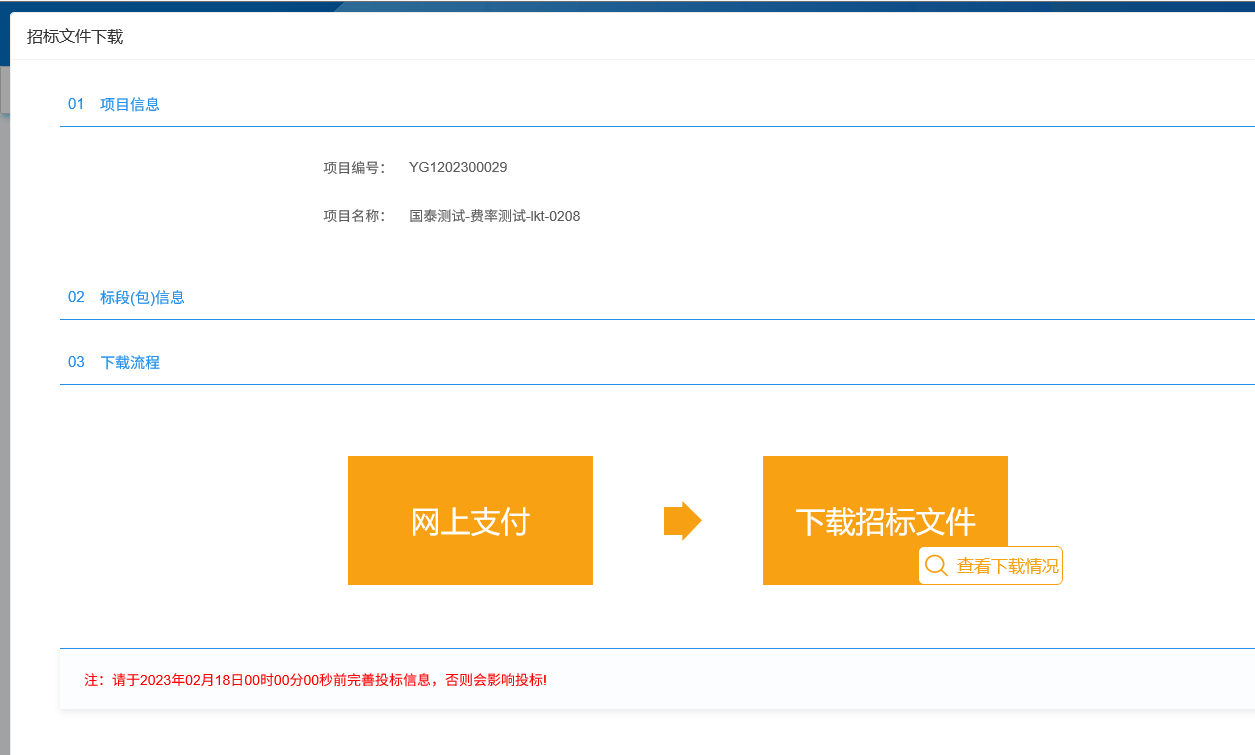 招标文件下载
01 项目信息
项目编号： YG1202300029
项目名称： 国泰测试-费率测试-lkt-0208
02 标段(包)信息
03 下载流程
网上支付
下载招标文件
查看下载情况
注：请于2023年02月18日00时00分00秒前完善投标信息，否则会影响投标!